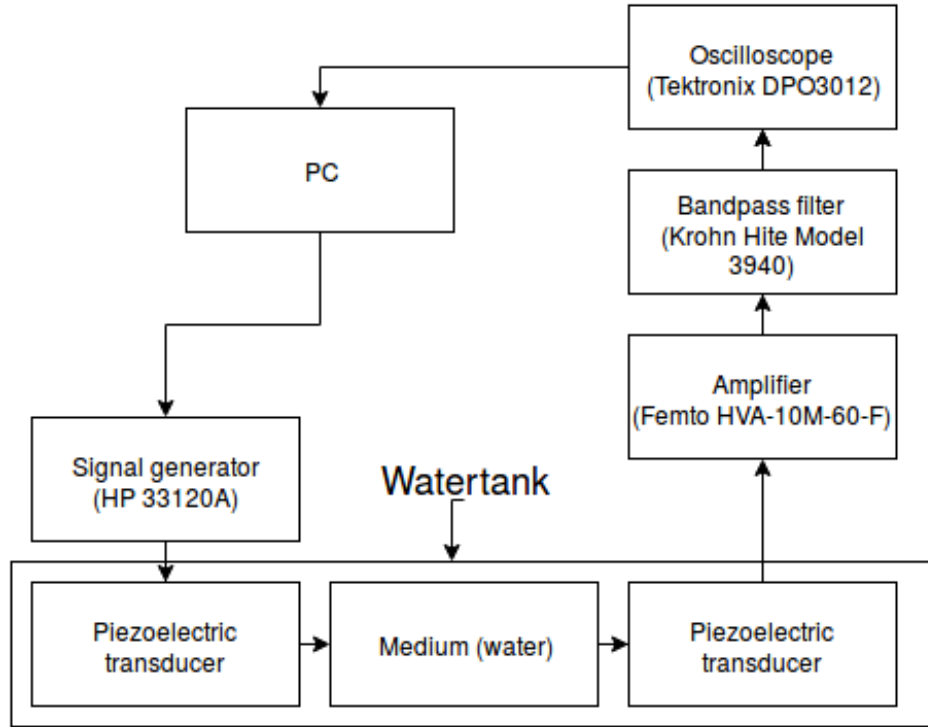 Oscilloscope
(Tektronix DPO3012)
PC
Bandpass filter
(Krohn Hite Model
3940)
Amplifier
(Femto HVA-10M-60-F)
Signal generator
(HP 33120A)
Watertank
Piezoelectric
transducer
Medium (water)
Piezoelectric
transducer